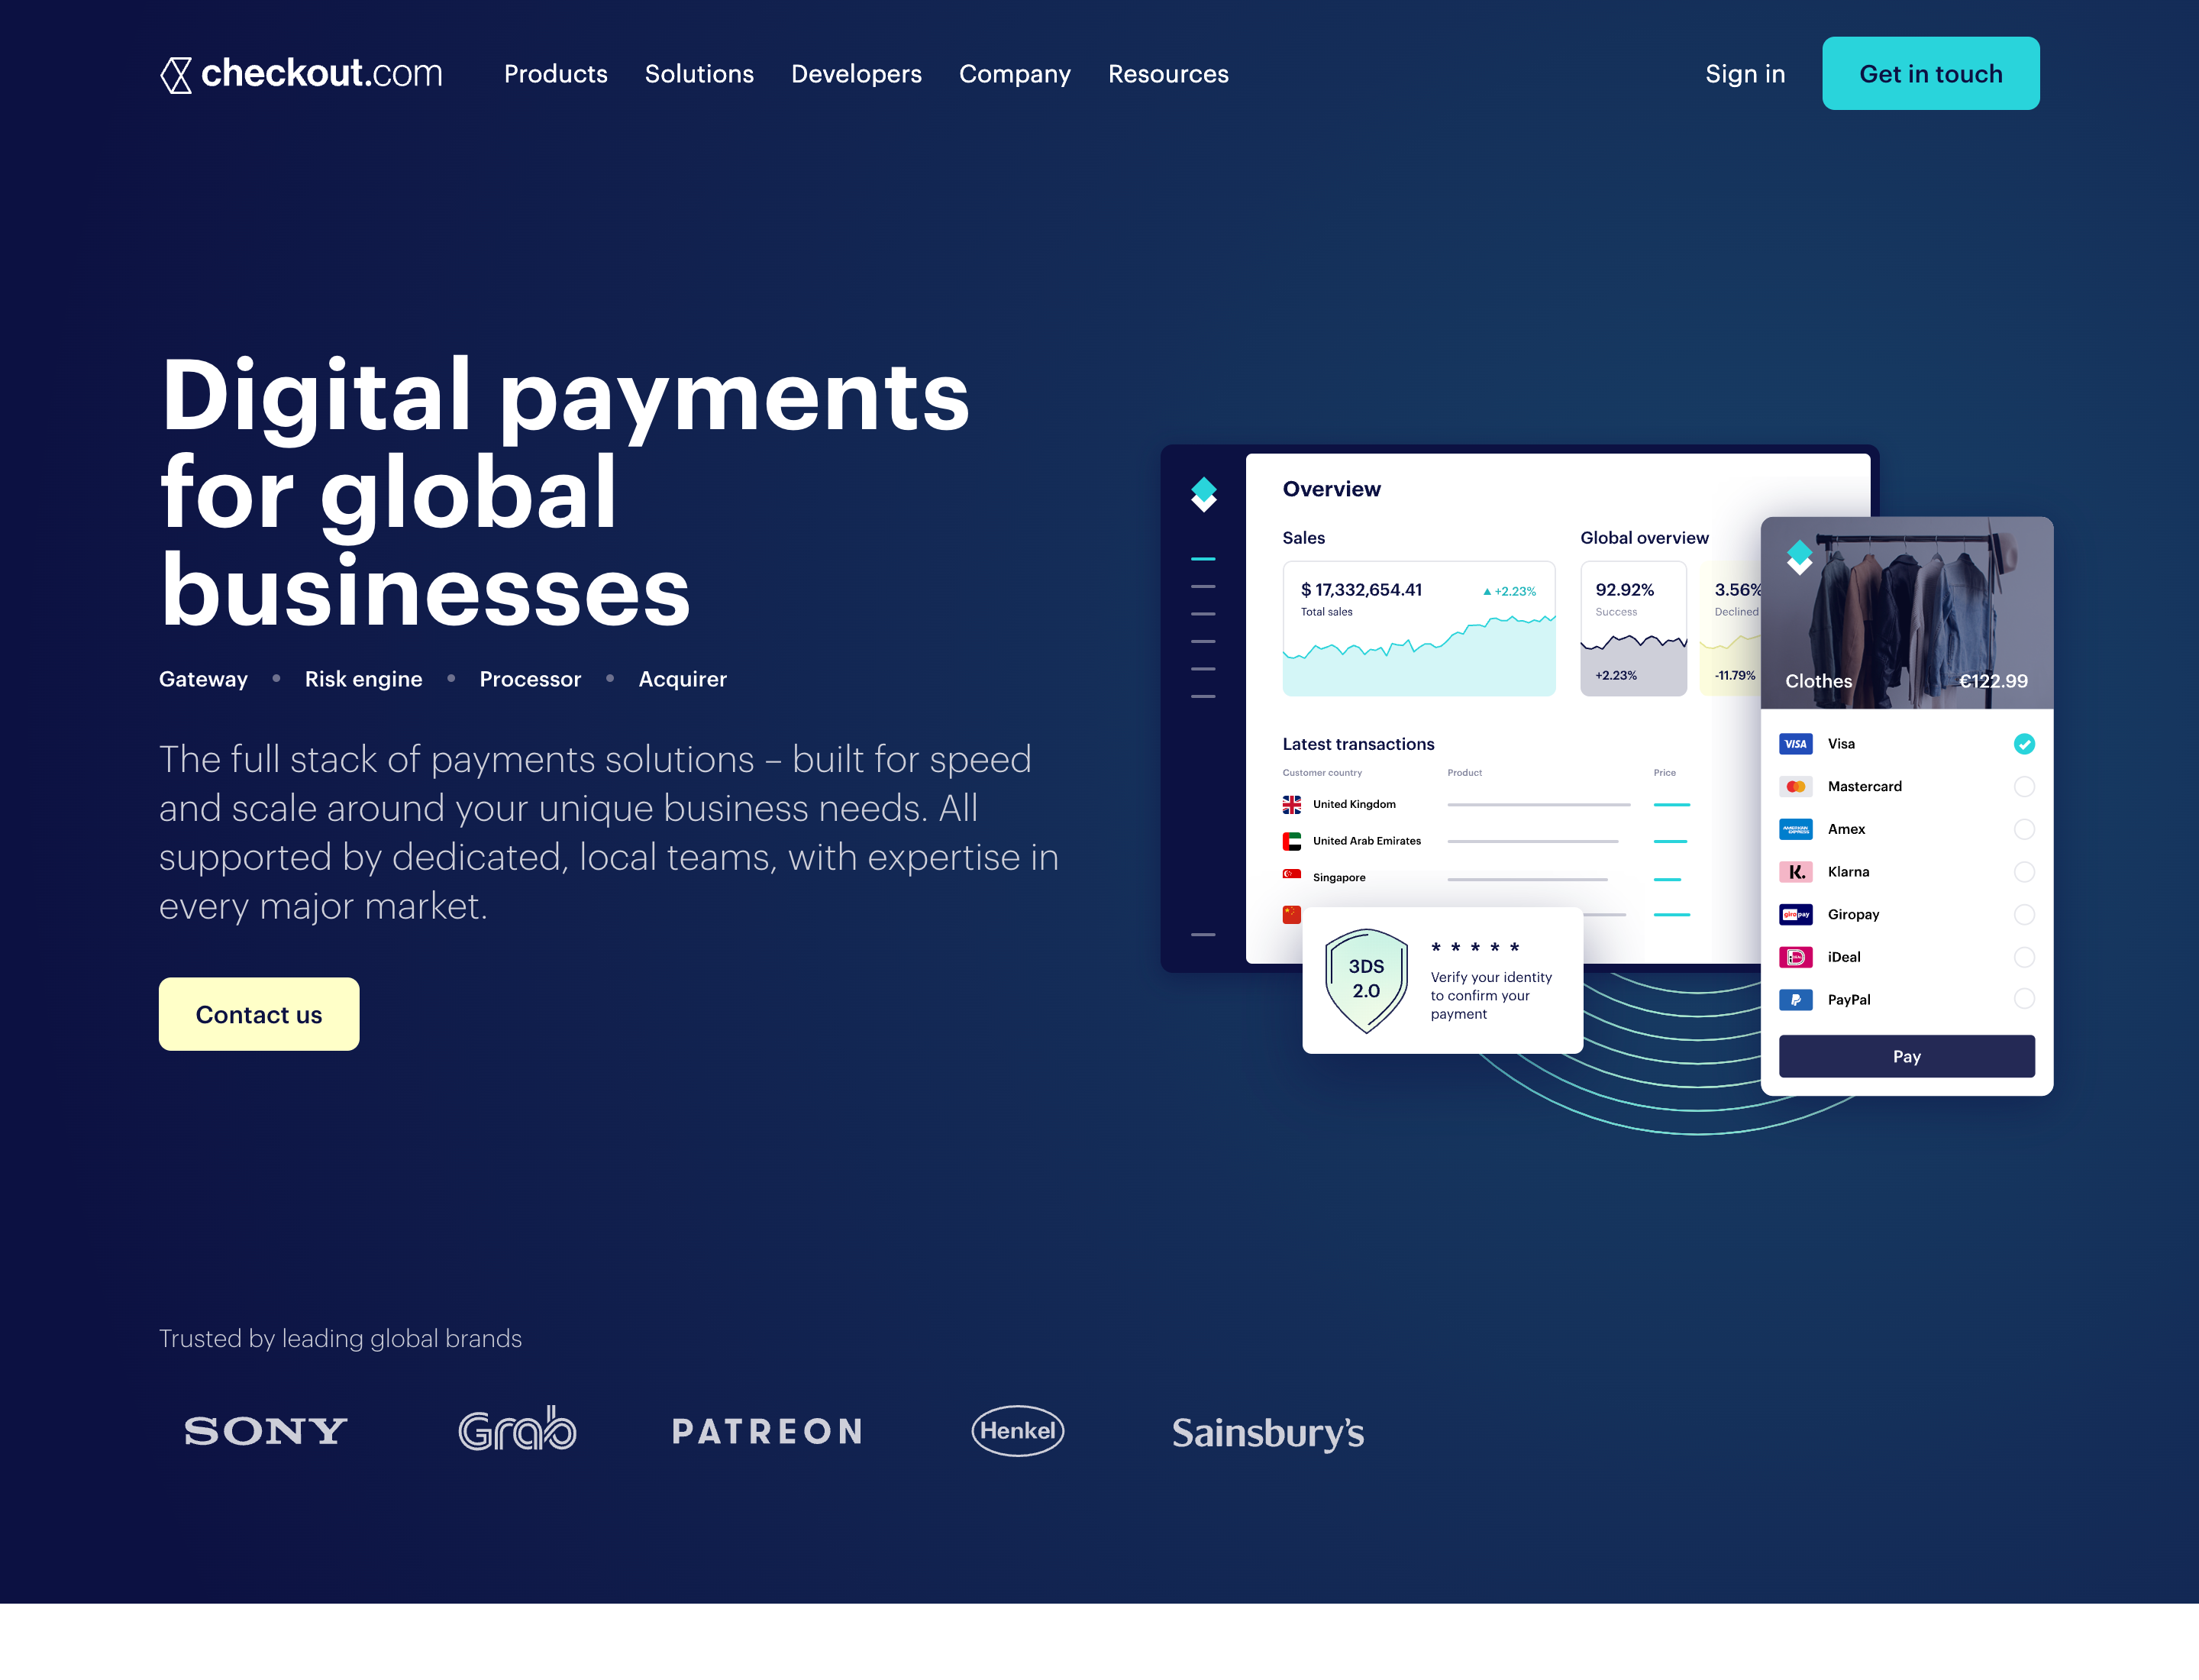 checkout.com
Products Solutions Developers Company Resources
Sign in
Get in touch
Digital payments
for global
businesses
Gateway • Risk engine • Processor • Acquirer
The full stack of payments solutions – built for speed
and scale around your unique business needs. All
supported by dedicated, local teams, with expertise in
every major market.
Contact us
Overview
Sales
$ 17,332,654.41
+2.23%
Total sales
Global overview
92.92%
Success
+2.23%
3.56%
Declined
-11.79%
Latest transactions
Customer country Product Price
United Kingdom
United Arab Emirates
Singapore
3DS
2.0
* * * * *
Verify your identity
to confirm your
payment
Clothes €122.99
VISA Visa
Mastercard
AMERICAN EXPRESS Amex
K. Klarna
giropay Giropay
iDeal
PayPal
Pay
Trusted by leading global brands
SONY Grab PATREON Henkel Sainsbury's